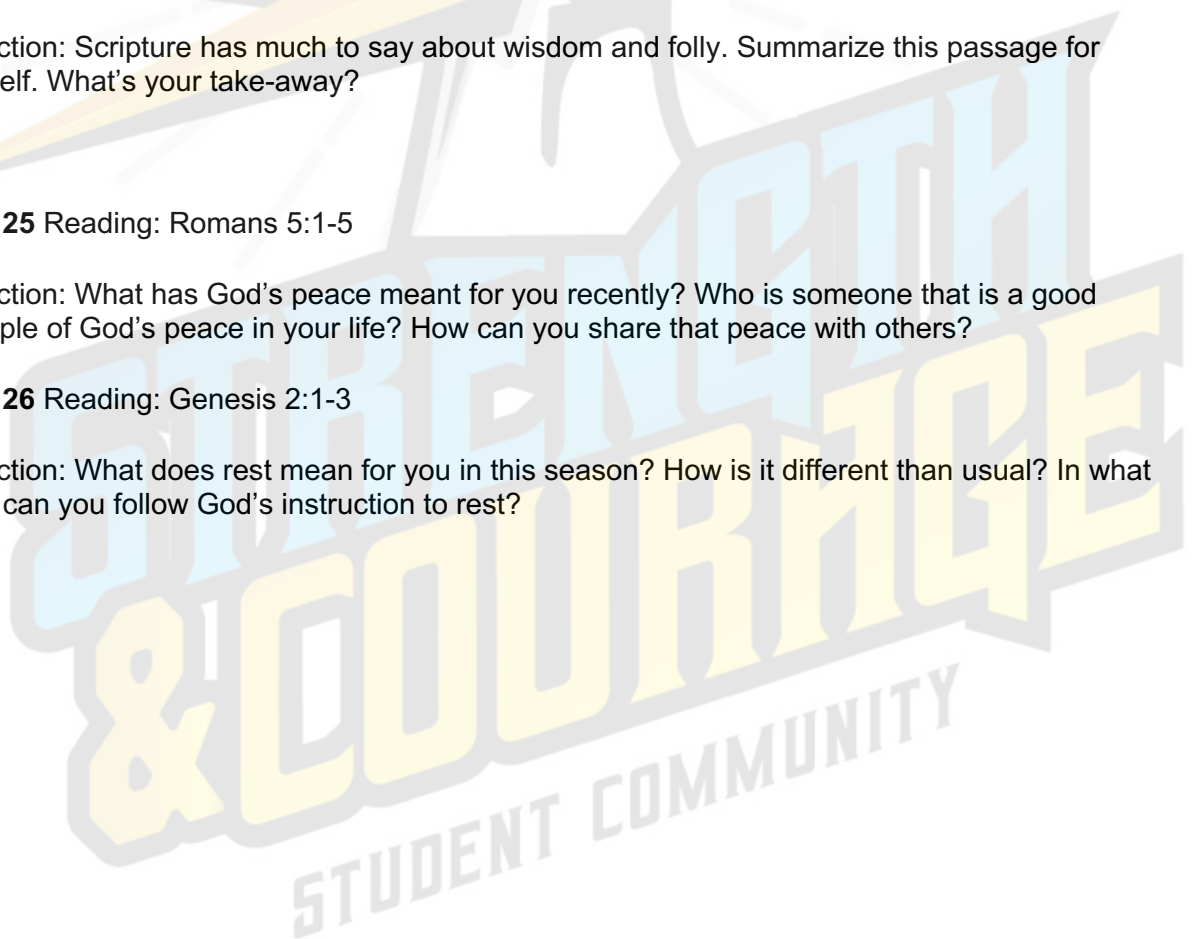 ction: Scripture has much to say about wisdom and folly. Summarize this passage for
elf. What’s your take-away?
25 Reading: Romans 5:1-5
ction: What has God’s peace meant for you recently? Who is someone that is a good
ple of God’s peace in your life? How can you share that peace with others?
26 Reading: Genesis 2:1-3
ction: What does rest mean for you in this season? How is it different than usual? In what
can you follow God’s instruction to rest?
STRENGTH
&COURAGE
STUDENT COMMUNITY